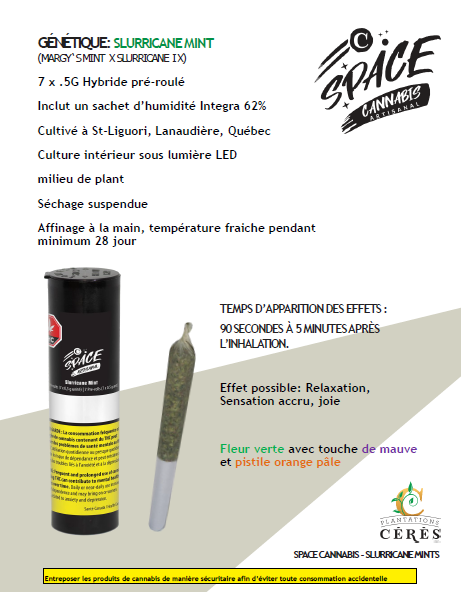 GÉNÉTIQUE: SLURRICANE MINT
(MARGY`S MINT X SLURRICANE IX)
7 x .5G Hybride pré-roulé
Inclut un sachet d’humidité Integra 62%
Cultivé à St-Liguori, Lanaudière, Québec
Culture intérieur sous lumière LED
milieu de plant
Séchage suspendue
Affinage à la main, température fraiche pendant
minimum 28 jour
SPACE
CANNABIS
ARTISANAL
SPACE
Slurricane Mint
TEMPS D’APPARITION DES EFFETS :
90 SECONDES À 5 MINUTES APRÈS
L’INHALATION.
Effet possible: Relaxation,
Sensation accru, joie
Fleur verte avec touche de mauve
et pistile orange pâle
PLANTATIONS
CÉRÈS
SPACE CANNABIS - SLURRICANE MINTS
Entreposer les produits de cannabis de manière sécuritaire afin d’éviter toute consommation accidentelle